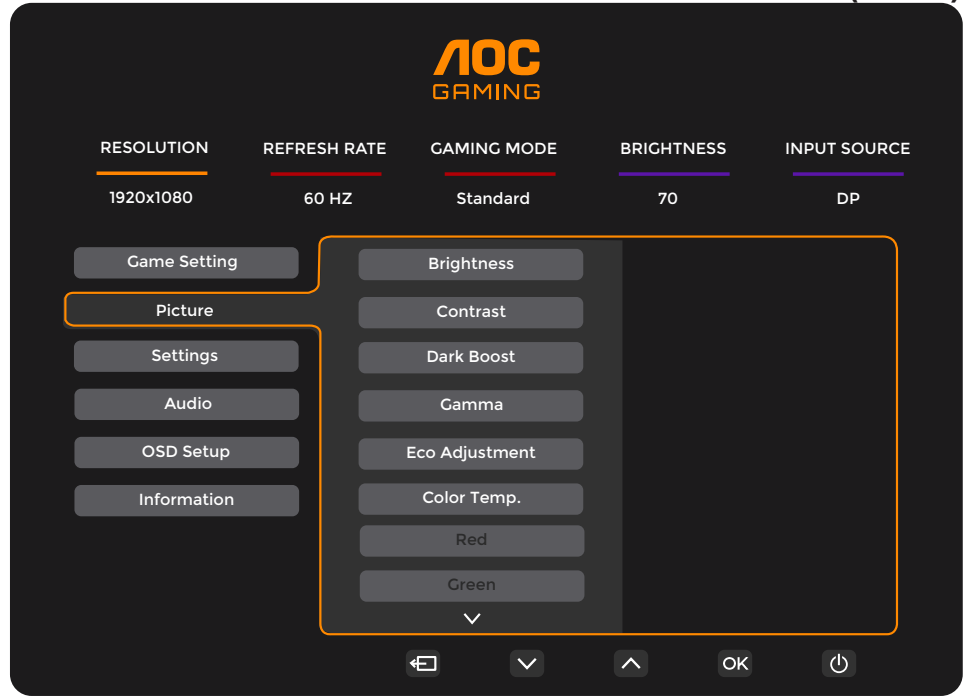 AOC
GAMING
RESOLUTION REFRESH RATE GAMING MODE BRIGHTNESS INPUT SOURCE
1920x1080 60 HZ Standard 70 DP
Game Setting
Picture
Settings
Audio
OSD Setup
Information
Brightness
Contrast
Dark Boost
Gamma
Eco Adjustment
Color Temp.
Red
Green
OK